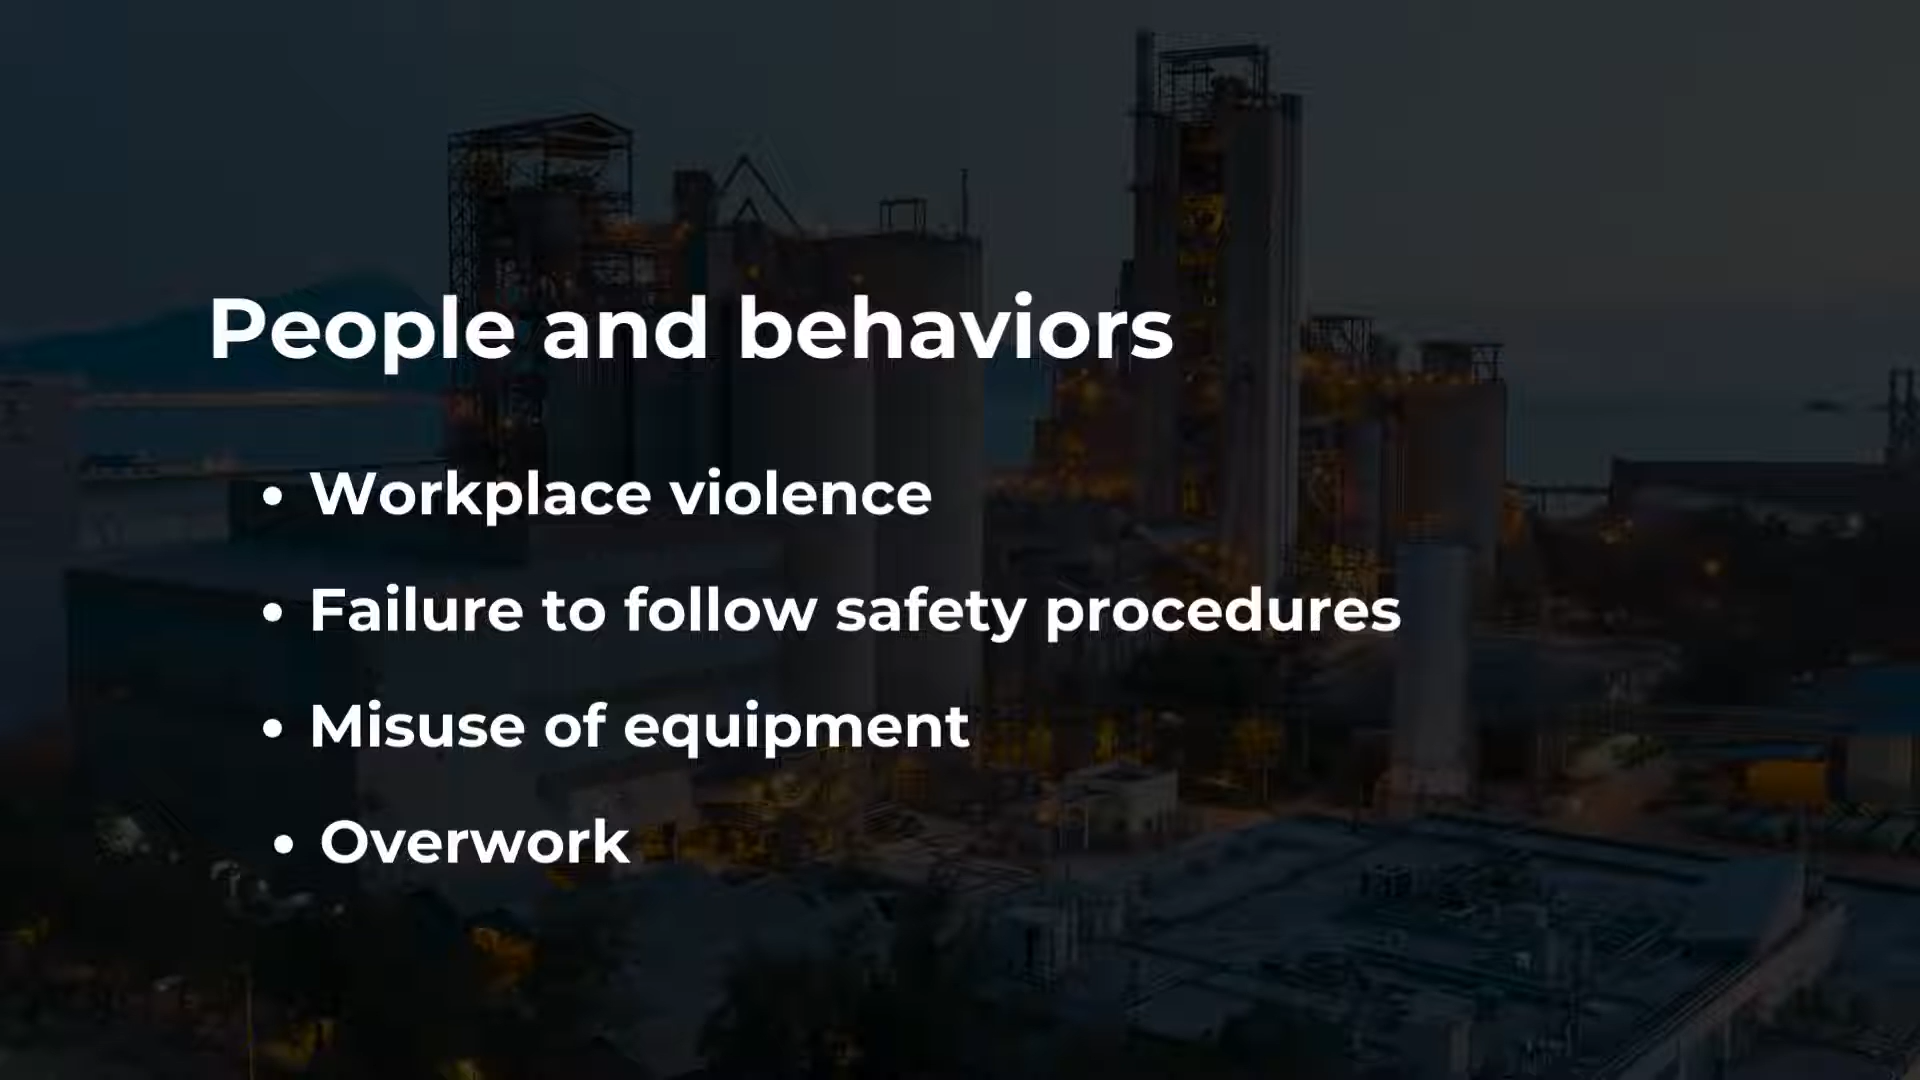 People and behaviors
• Workplace violence
• Failure to follow safety procedures
• Misuse of equipment
• Overwork